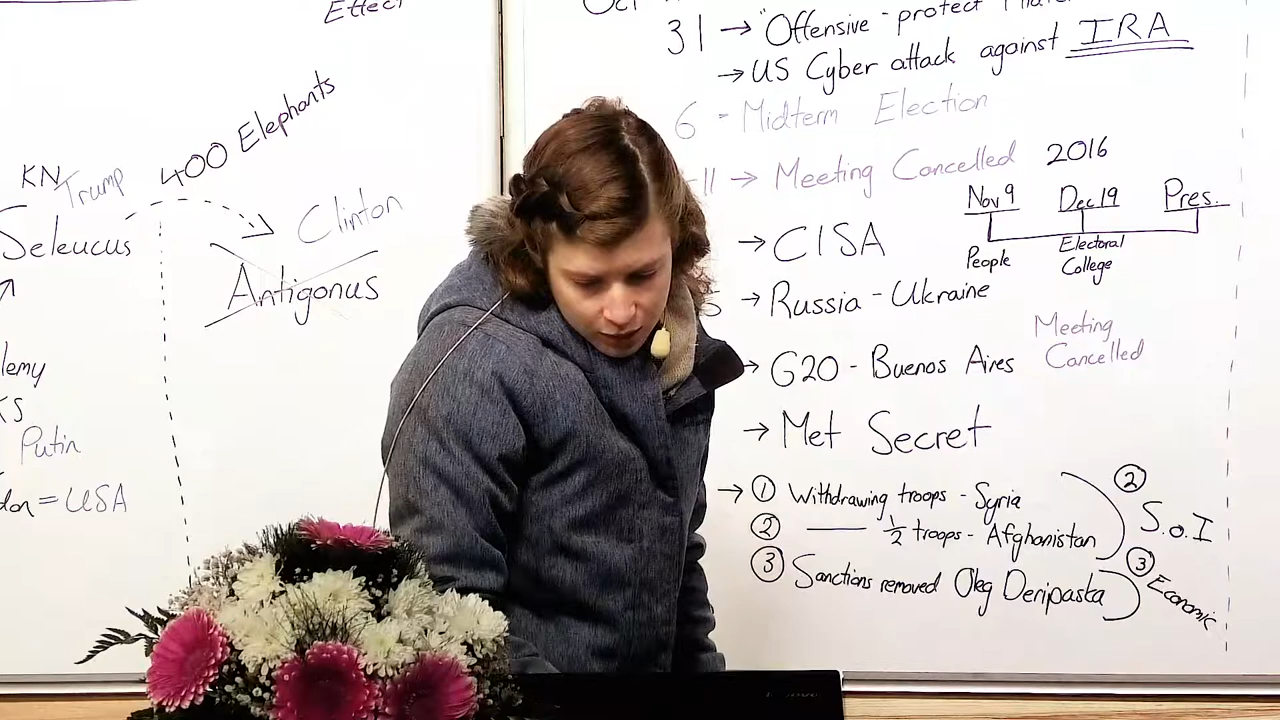 Effect
400 Elephants
KN
Trump
Clinton
Seleucus
Antigonus
Putin
= USA
31 → "Offensive - protect
→ US Cyber attack against IRA
6 - Midterm Election
-11 → Meeting Cancelled
2016
Nov 9 Dec 19 Pres.
People Electoral College
→ CISA
→ Russia - Ukraine
→ G20 - Buenos Aires
Meeting
Cancelled
→ Met Secret
→ ① Withdrawing troops - Syria
② —— 1/2 troops - Afghanistan
③ Sanctions removed Oleg Deripaska
②
S.o.I
③ Economic